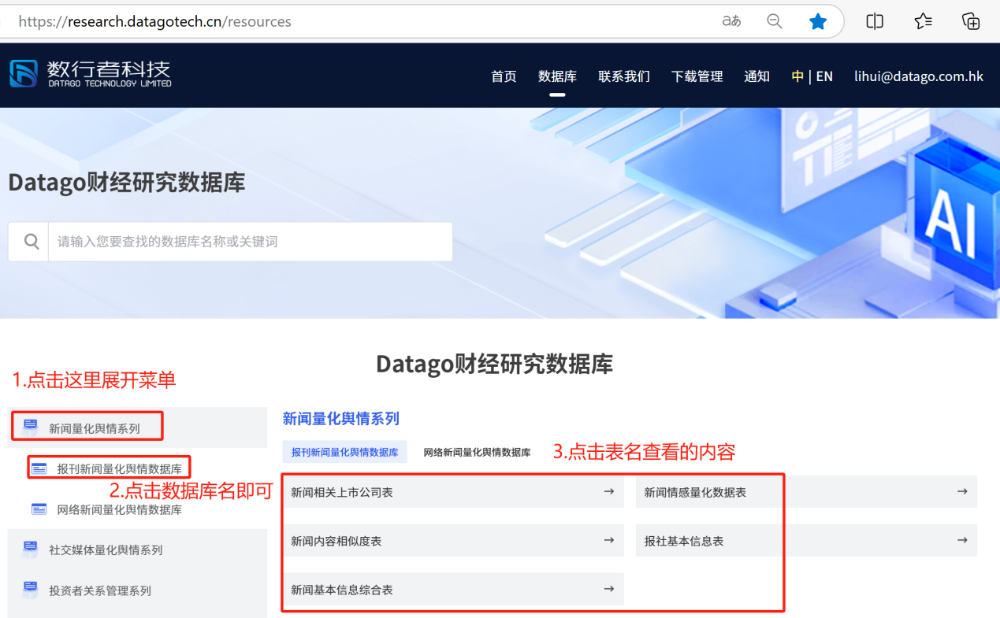 https://research.datagotech.cn/resources
aあ
数行者科技
DATAGO TECHNOLOGY LIMITED
首页 数据库 联系我们 下载管理 通知 中 | EN lihui@datago.com.hk
Datago财经研究数据库
请输入您要查找的数据库名称或关键词
AI
Datago财经研究数据库
1.点击这里展开菜单
新闻量化舆情系列
报刊新闻量化舆情数据库
2.点击数据库名即可
网络新闻量化舆情数据库
社交媒体量化舆情系列
投资者关系管理系列
新闻量化舆情系列
报刊新闻量化舆情数据库 网络新闻量化舆情数据库 3.点击表名查看的内容
新闻相关上市公司表 → 新闻情感量化数据表 →
新闻内容相似度表 → 报社基本信息表 →
新闻基本信息综合表 →